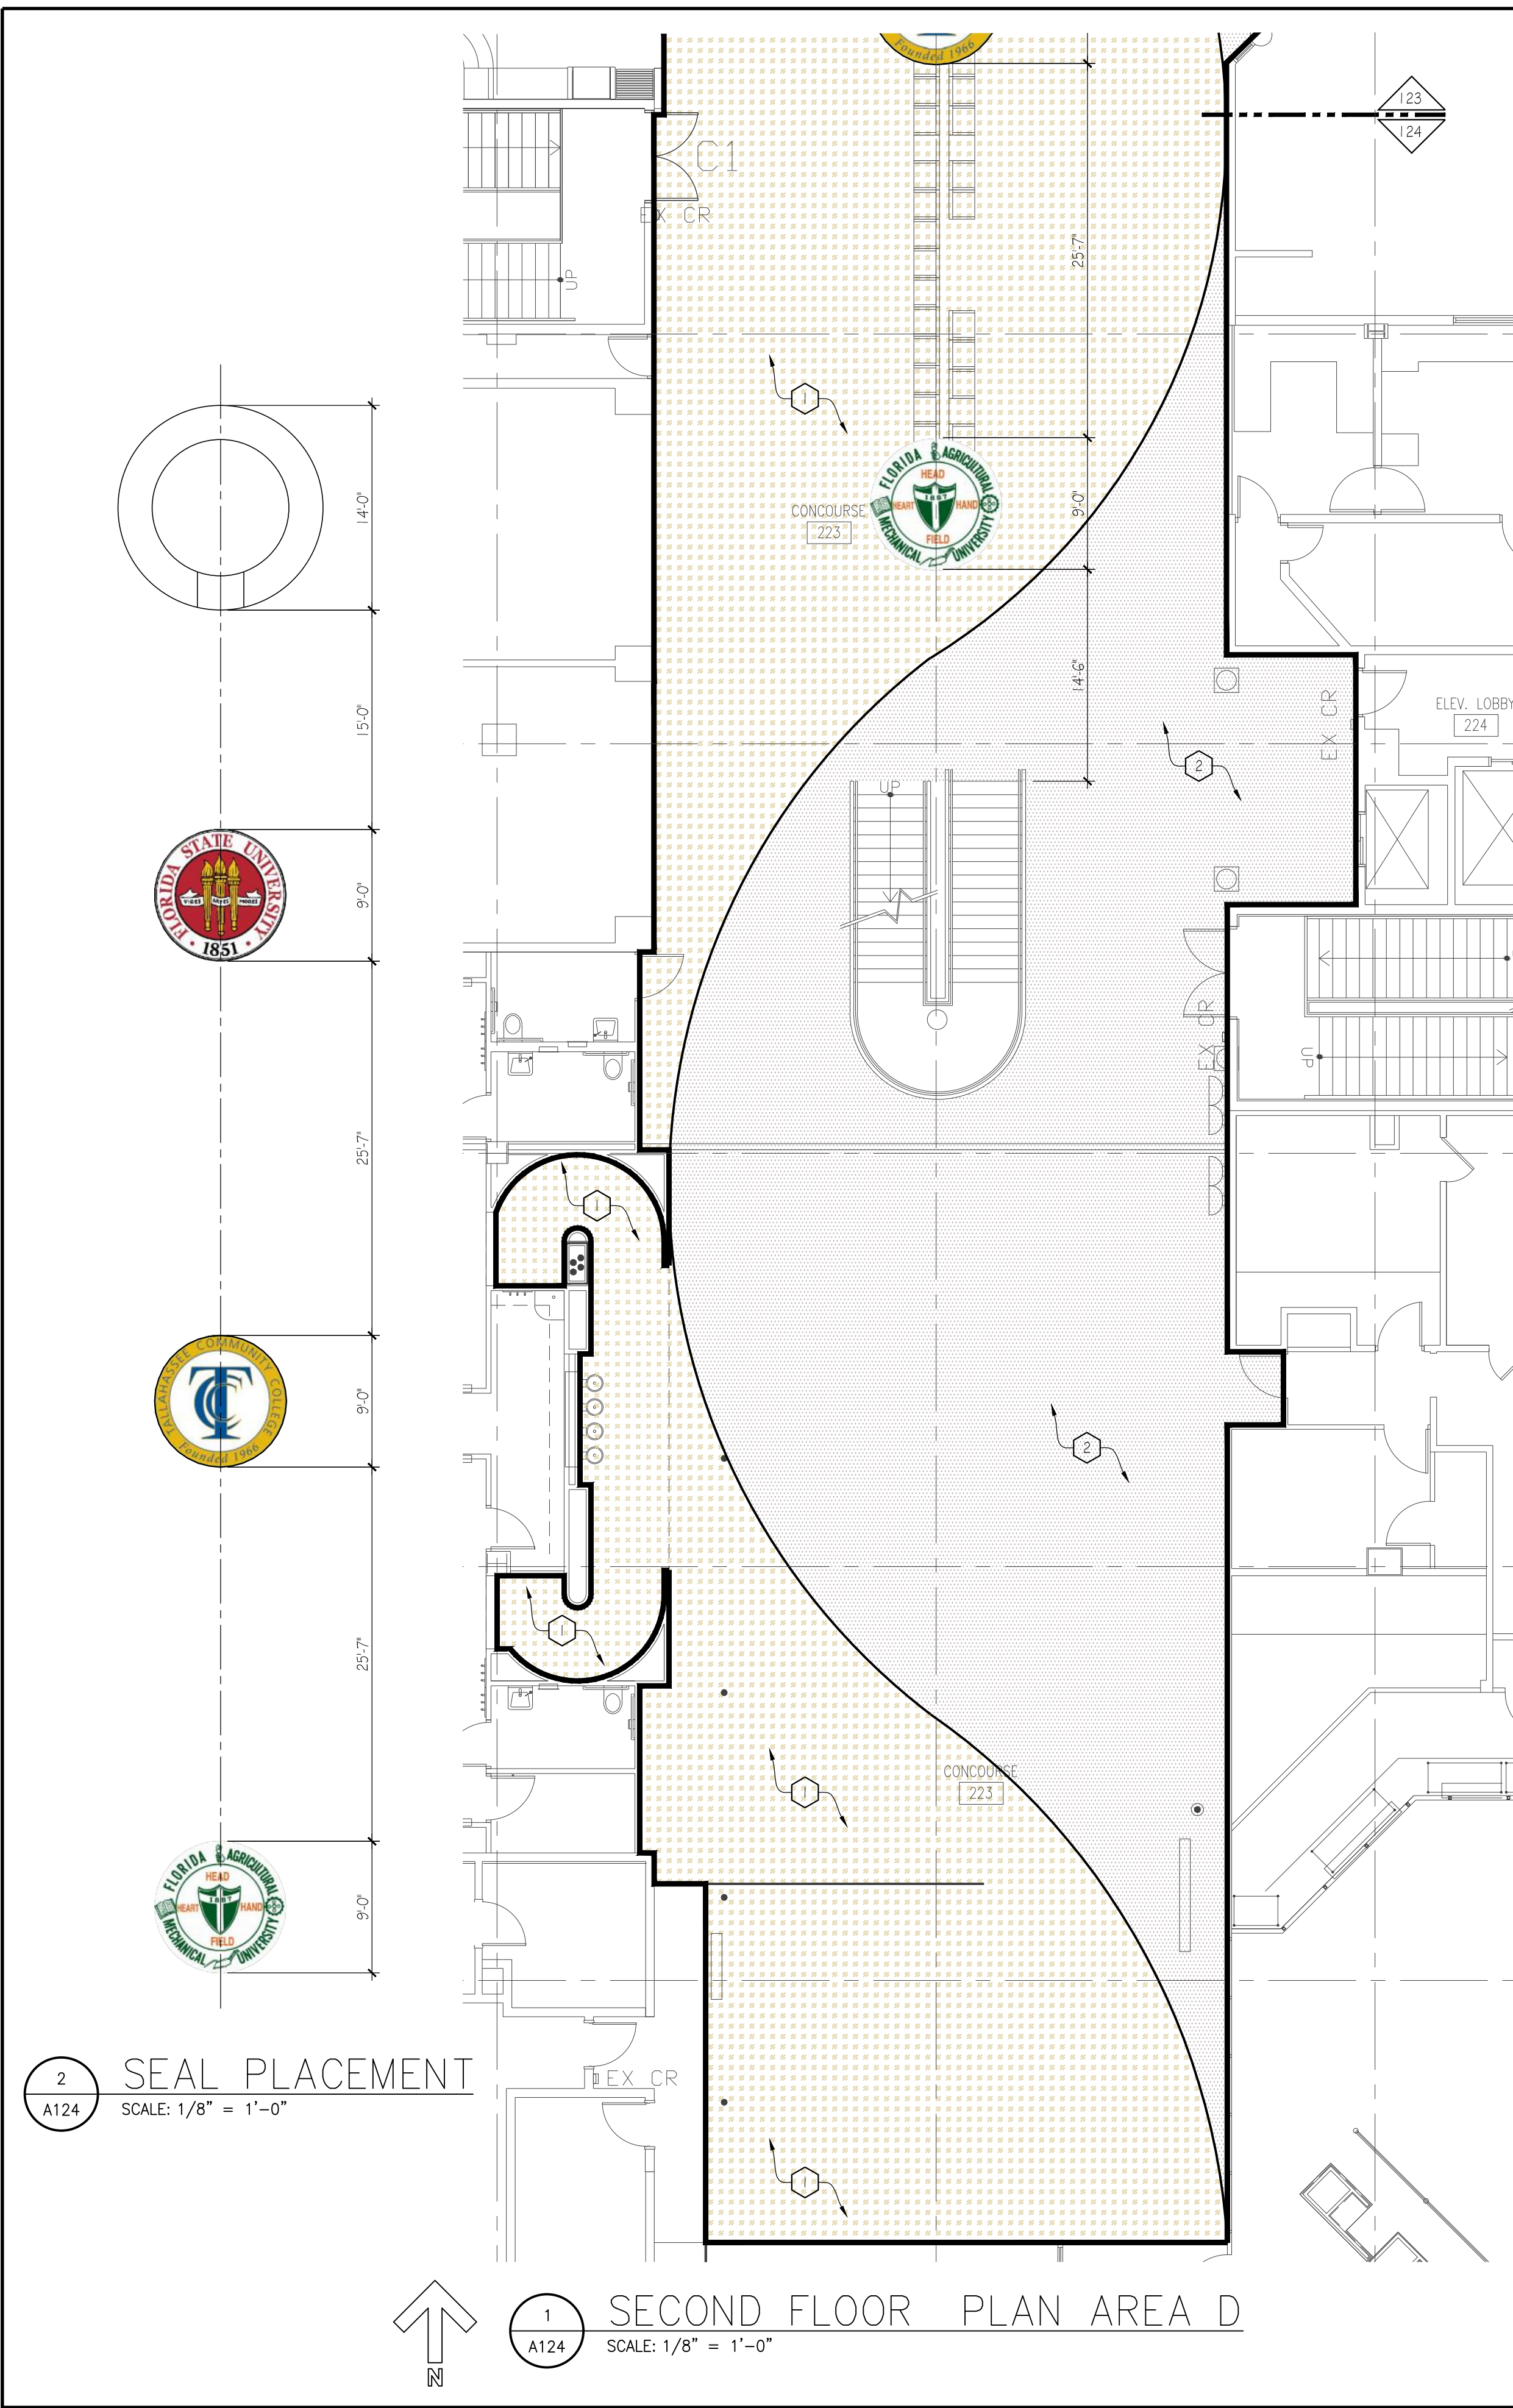 Founded 1966
123
124
C1
EX CR
25'-7"
UP
1
14'-0"
FLORIDA AGRICULTURAL
MECHANICAL UNIVERSITY
HEAD
1887
HEART
HAND
FIELD
9'-0"
CONCOURSE
223
15'-0"
14'-6"
EX CR
ELEV. LOBBY
224
2
UP
FLORIDA STATE UNIVERSITY
VIRES ARTES MORES
1851
9'-0"
EX CR
UP
25'-7"
1
TALLAHASSEE COMMUNITY COLLEGE
TCC
Founded 1966
9'-0"
2
1
25'-7"
CONCOURSE
223
1
FLORIDA AGRICULTURAL
MECHANICAL UNIVERSITY
HEAD
1887
HEART
HAND
FIELD
9'-0"
2
A124
SEAL PLACEMENT
SCALE: 1/8" = 1'-0"
EX CR
1
N
1
A124
SECOND FLOOR PLAN AREA D
SCALE: 1/8" = 1'-0"